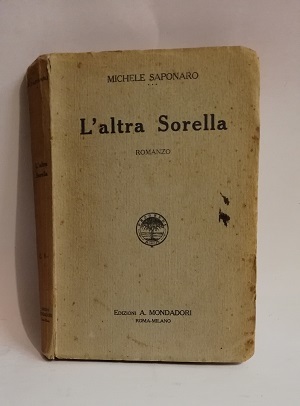 MICHELE SAPONARO
L'altra Sorella
ROMANZO
EDIZIONI A. MONDADORI
ROMA-MILANO